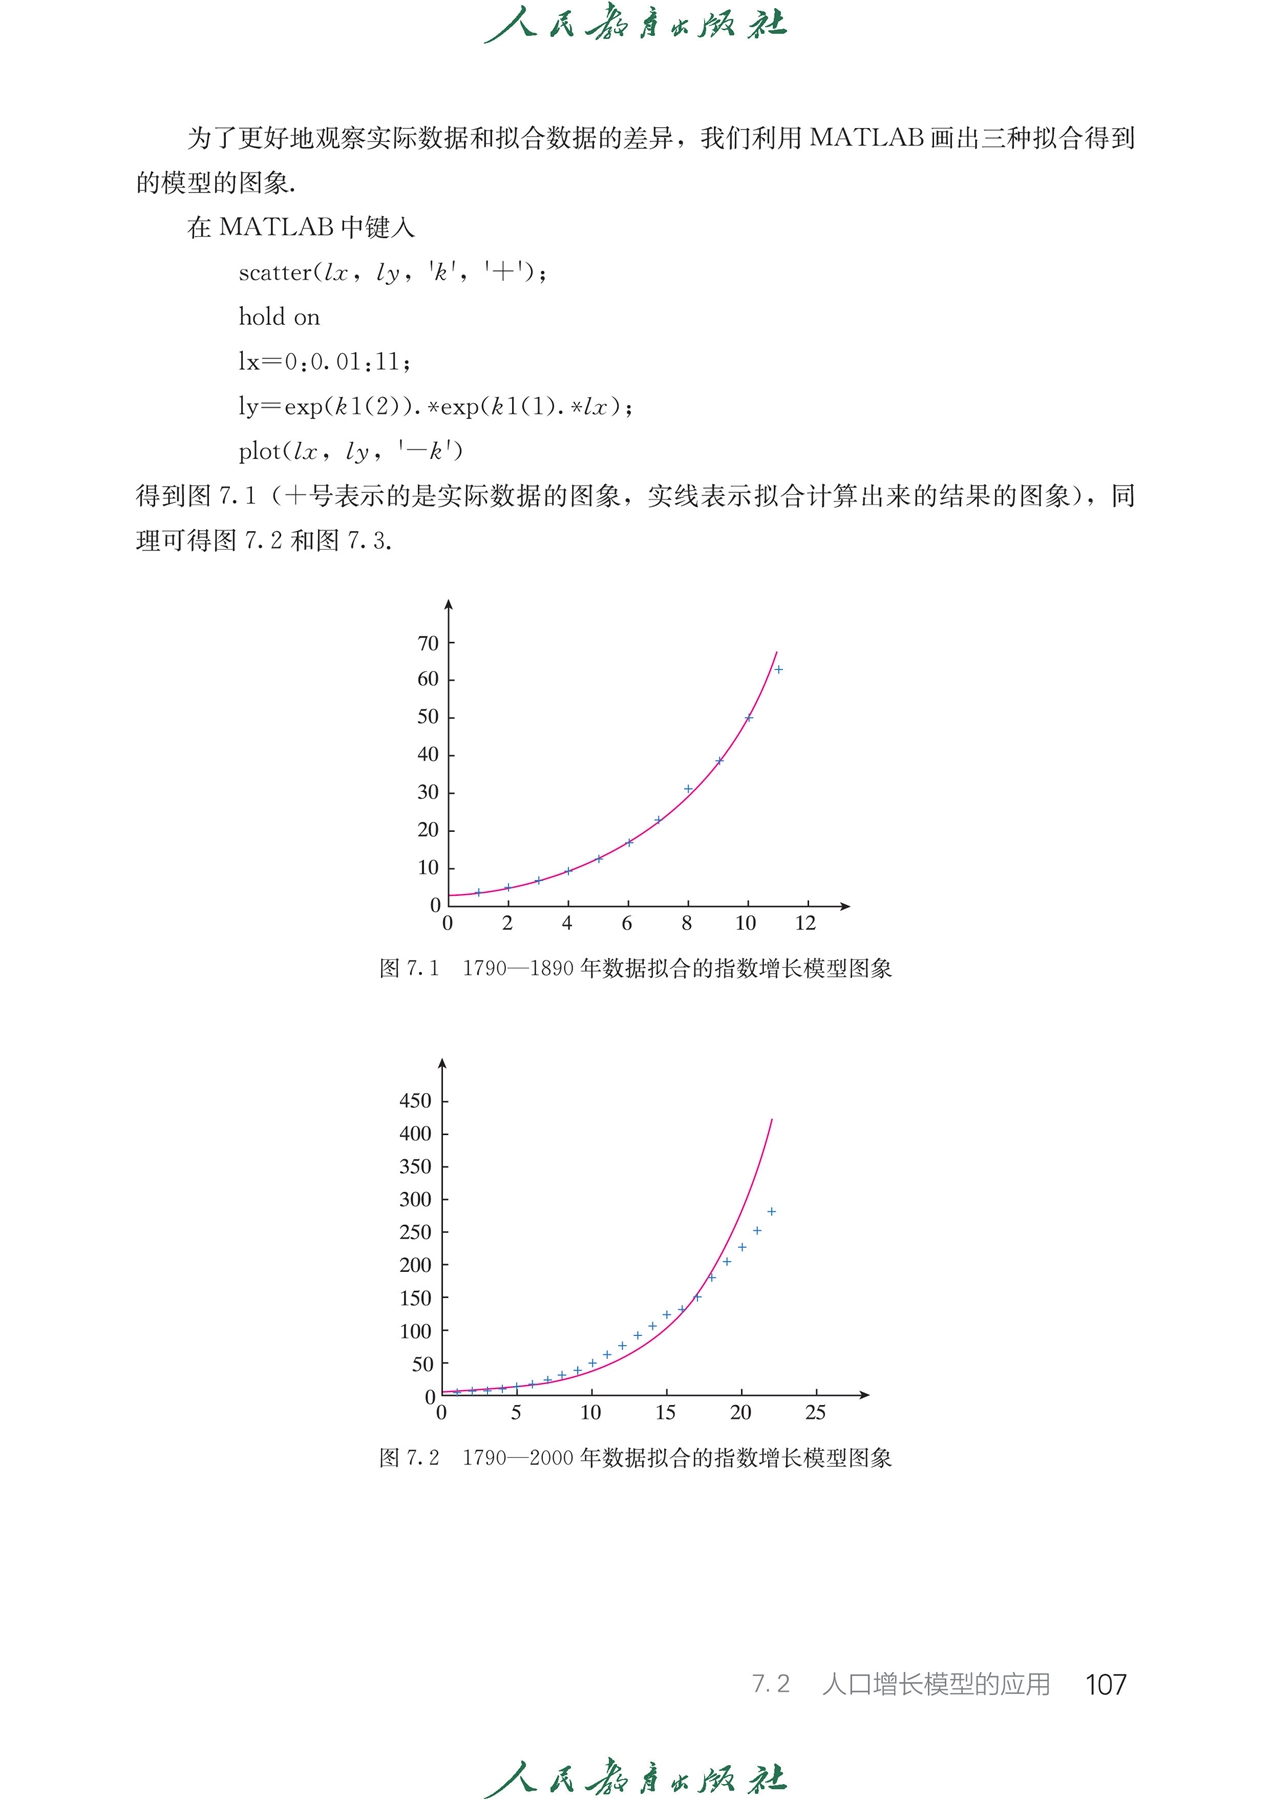 人民教育出版社
为了更好地观察实际数据和拟合数据的差异，我们利用 MATLAB 画出三种拟合得到
的模型的图象.
在 MATLAB 中键入
scatter(lx，ly，'k'，'＋')；
hold on
lx＝0:0.01:11；
ly＝exp(k1(2)).*exp(k1(1).*lx)；
plot(lx，ly，'－k')
得到图 7.1（＋号表示的是实际数据的图象，实线表示拟合计算出来的结果的图象），同
理可得图 7.2 和图 7.3.
70
60
50
40
30
20
10
0
0 2 4 6 8 10 12
图 7.1 1790—1890 年数据拟合的指数增长模型图象
450
400
350
300
250
200
150
100
50
0
0 5 10 15 20 25
图 7.2 1790—2000 年数据拟合的指数增长模型图象
7.2 人口增长模型的应用 107
人民教育出版社